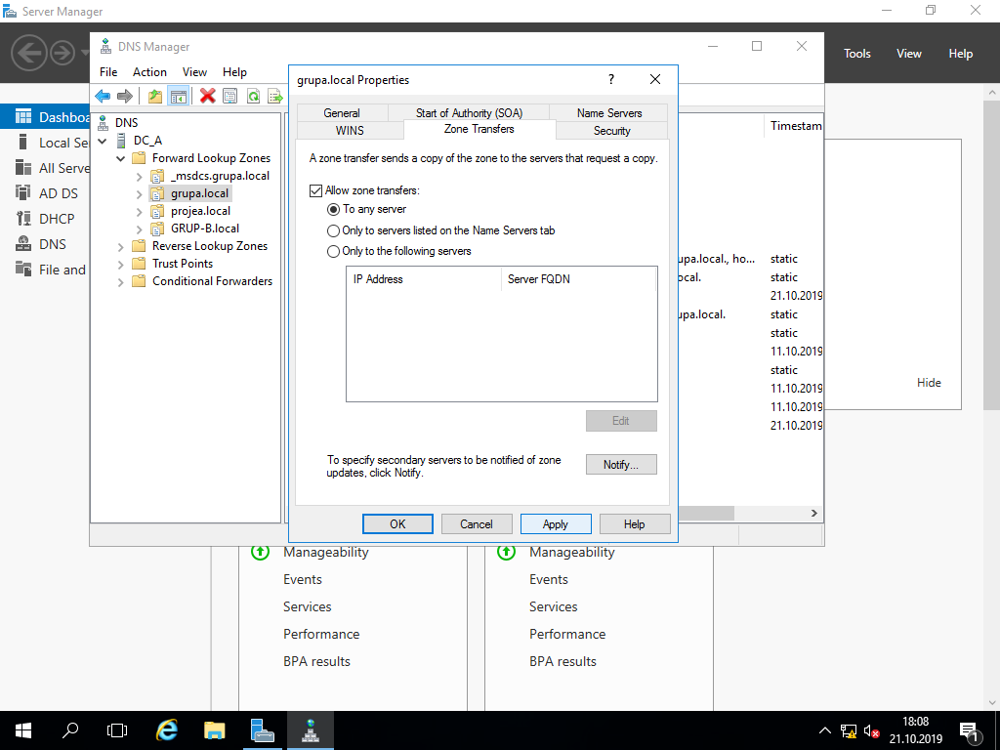 Server Manager
Tools View Help
DNS Manager
File Action View Help
Dashboa
Local Se
All Serve
AD DS
DHCP
DNS
File and
DNS
DC_A
Forward Lookup Zones
_msdcs.grupa.local
grupa.local
projea.local
GRUP-B.local
Reverse Lookup Zones
Trust Points
Conditional Forwarders
grupa.local Properties
?
General Start of Authority (SOA) Name Servers
WINS Zone Transfers Security
A zone transfer sends a copy of the zone to the servers that request a copy.
Allow zone transfers:
To any server
Only to servers listed on the Name Servers tab
Only to the following servers
IP Address Server FQDN
Edit
To specify secondary servers to be notified of zone
updates, click Notify.
Notify...
OK Cancel Apply Help
Timestam
upa.local., ho... static
ocal. static
21.10.2019
upa.local. static
static
11.10.2019
static
11.10.2019
11.10.2019
21.10.2019
Hide
Manageability Manageability
Events Events
Services Services
Performance Performance
BPA results BPA results
18:08
21.10.2019
1